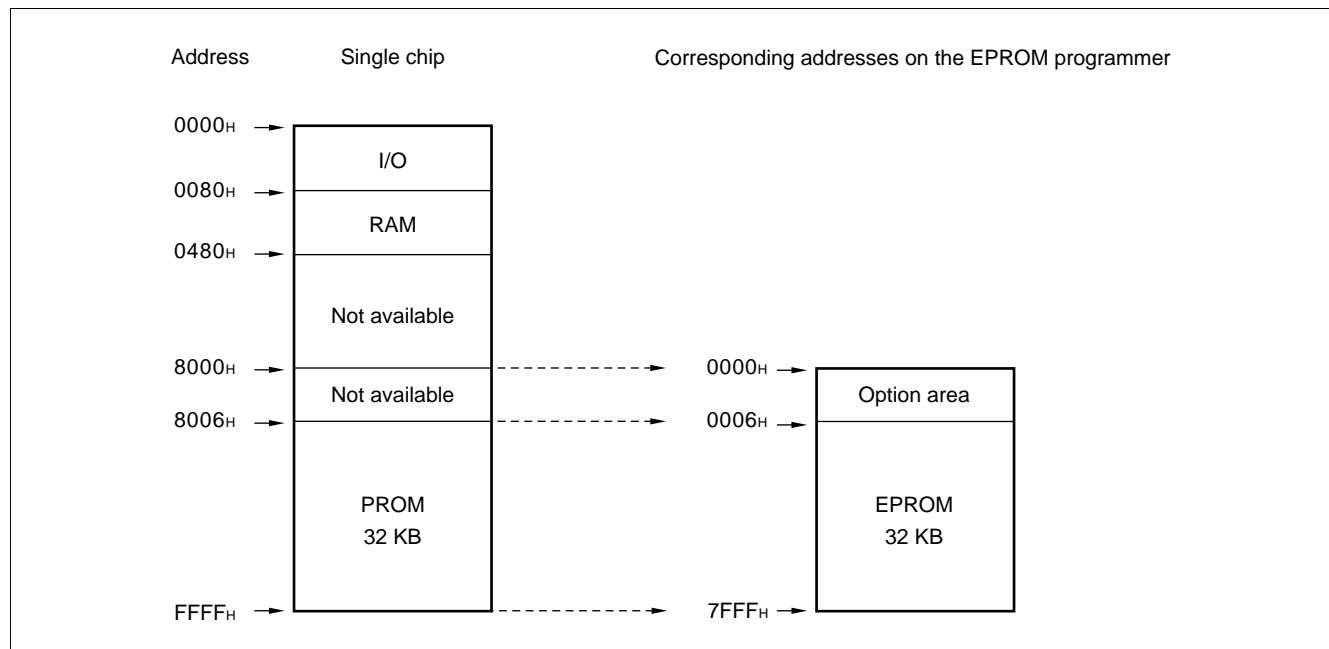 Address Single chip Corresponding addresses on the EPROM programmer
0000H
I/O
0080H
RAM
0480H
Not available
8000H 0000H
Not available Option area
8006H 0006H
PROM EPROM
32 KB 32 KB
FFFFH 7FFFH